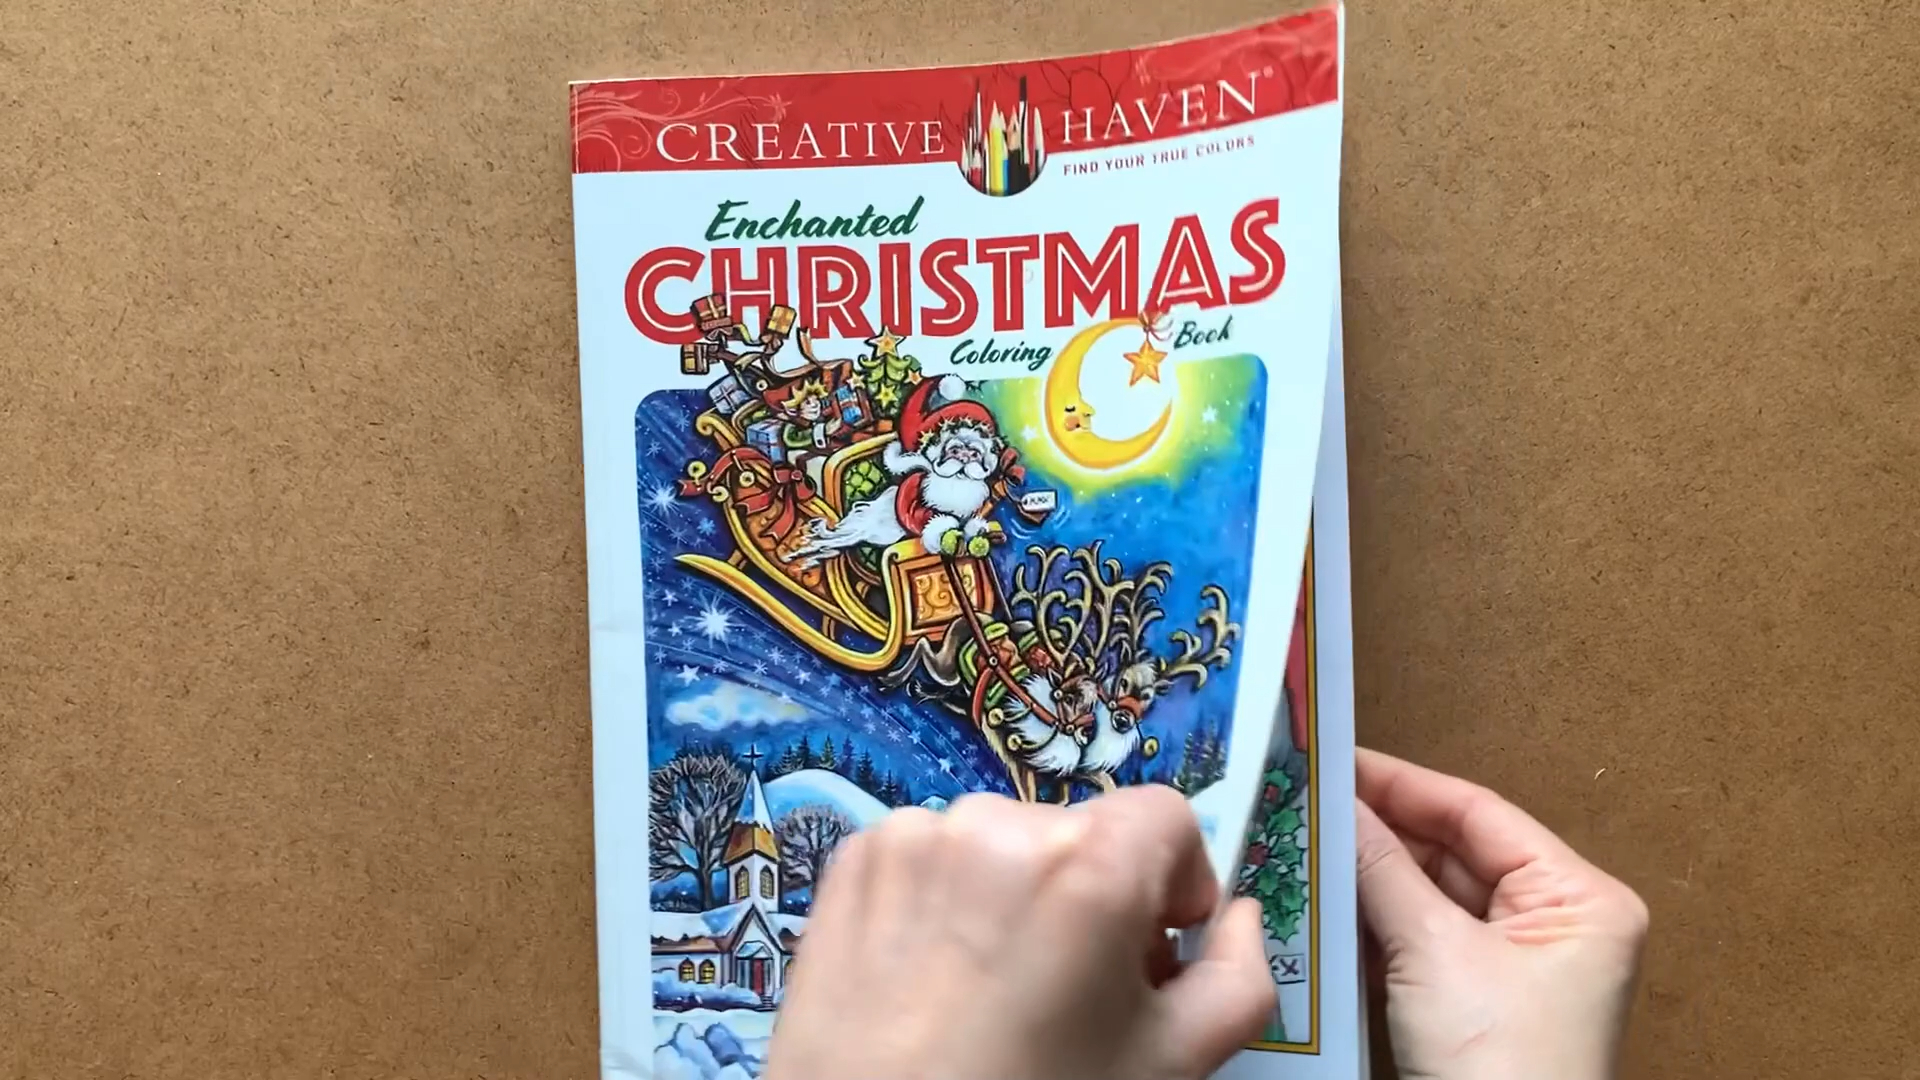 CREATIVE HAVEN®
FIND YOUR TRUE COLORS
Enchanted
CHRISTMAS
Coloring Book